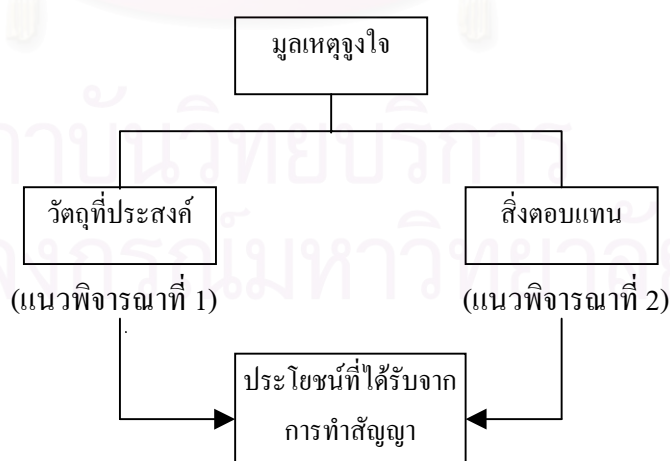 มูลเหตุจูงใจ
วัตถุที่ประสงค์
สิ่งตอบแทน
(แนวพิจารณาที่ 1)
(แนวพิจารณาที่ 2)
ประโยชน์ที่ได้รับจาก
การทำสัญญา